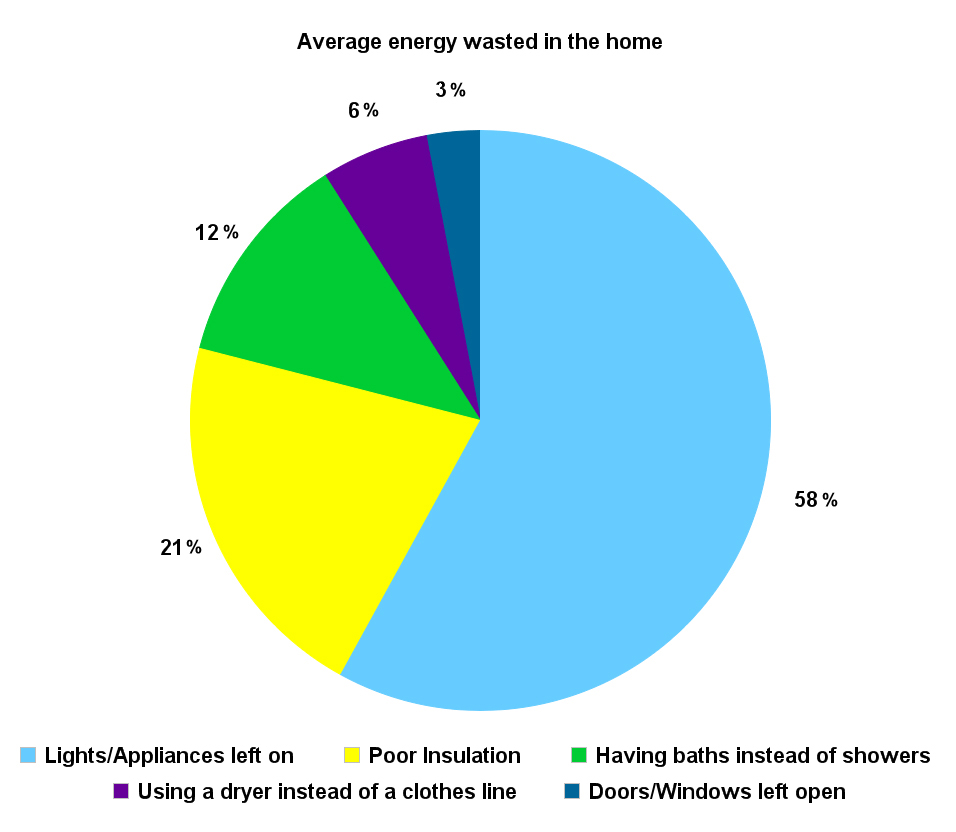 Average energy wasted in the home
3 %
6 %
12 %
58 %
21 %
Lights/Appliances left on Poor Insulation Having baths instead of showers
Using a dryer instead of a clothes line Doors/Windows left open